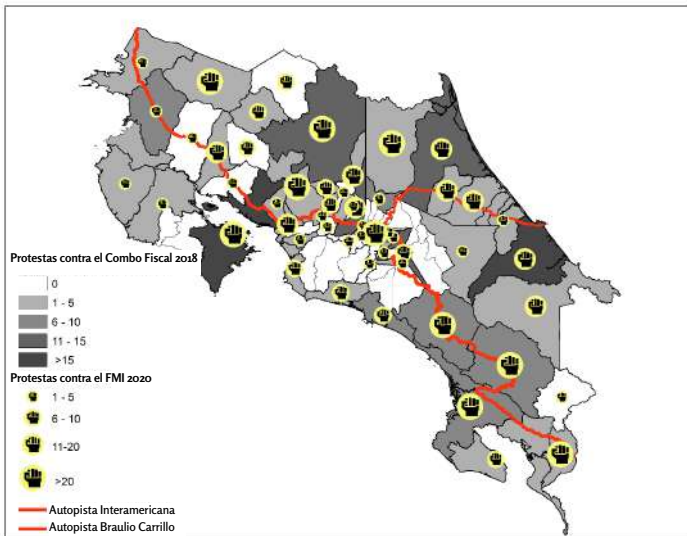 Protestas contra el Combo Fiscal 2018
0
1 - 5
6 - 10
11 - 15
>15
Protestas contra el FMI 2020
1 - 5
6 - 10
11-20
>20
Autopista Interamericana
Autopista Braulio Carrillo